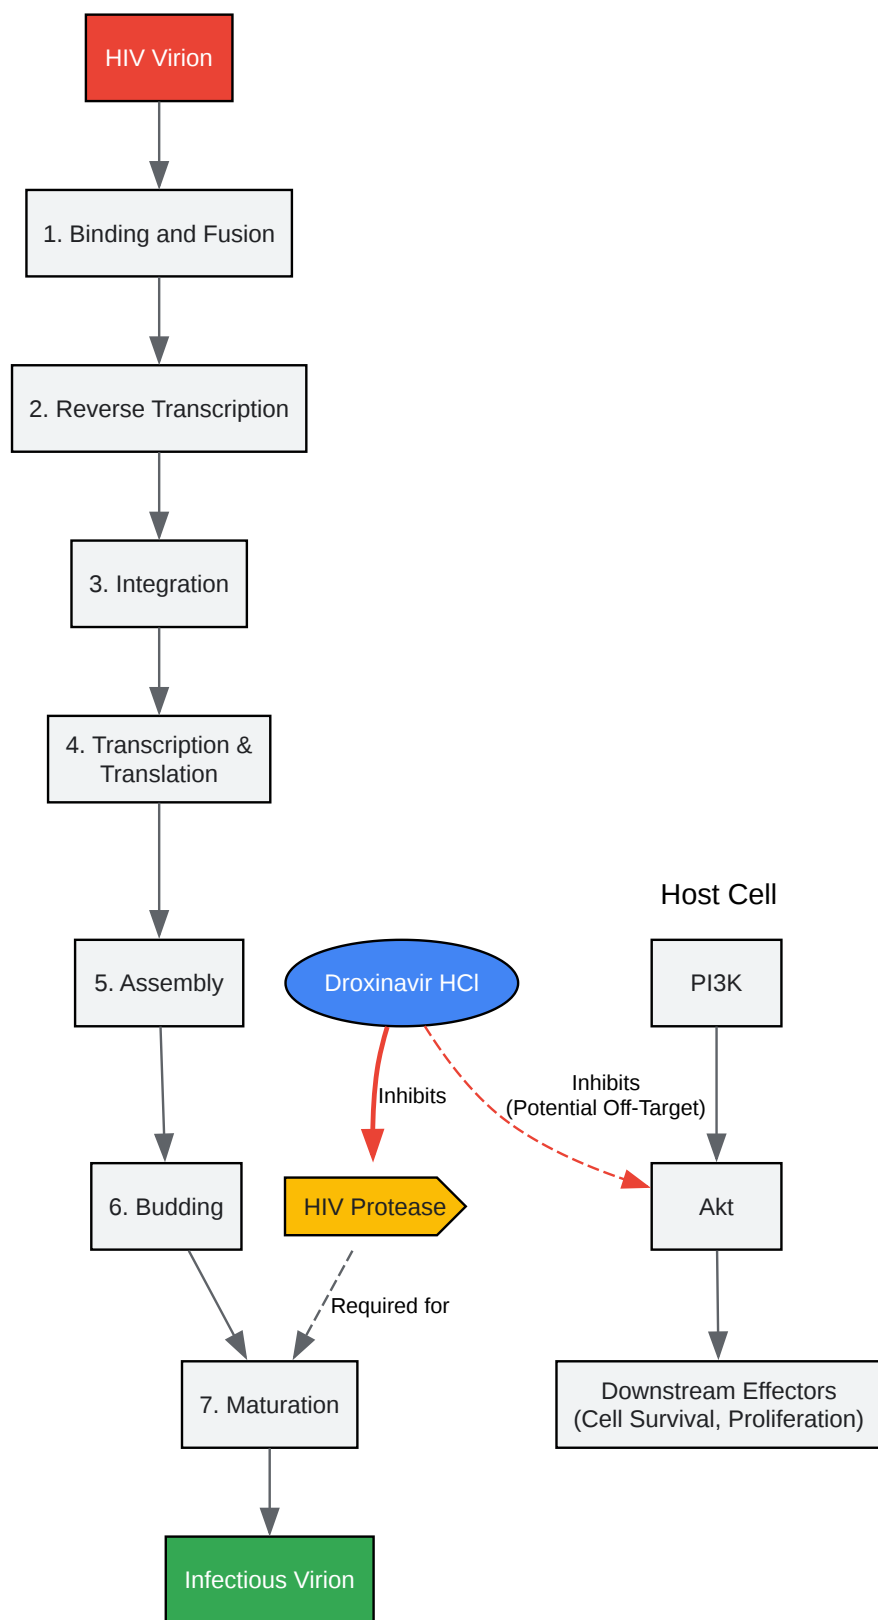 HIV Virion
1. Binding and Fusion
2. Reverse Transcription
3. Integration
4. Transcription &
Translation
Host Cell
5. Assembly
Droxinavir HCl
PI3K
Inhibits
Inhibits
(Potential Off-Target)
6. Budding
HIV Protease
Akt
Required for
7. Maturation
Downstream Effectors
(Cell Survival, Proliferation)
Infectious Virion